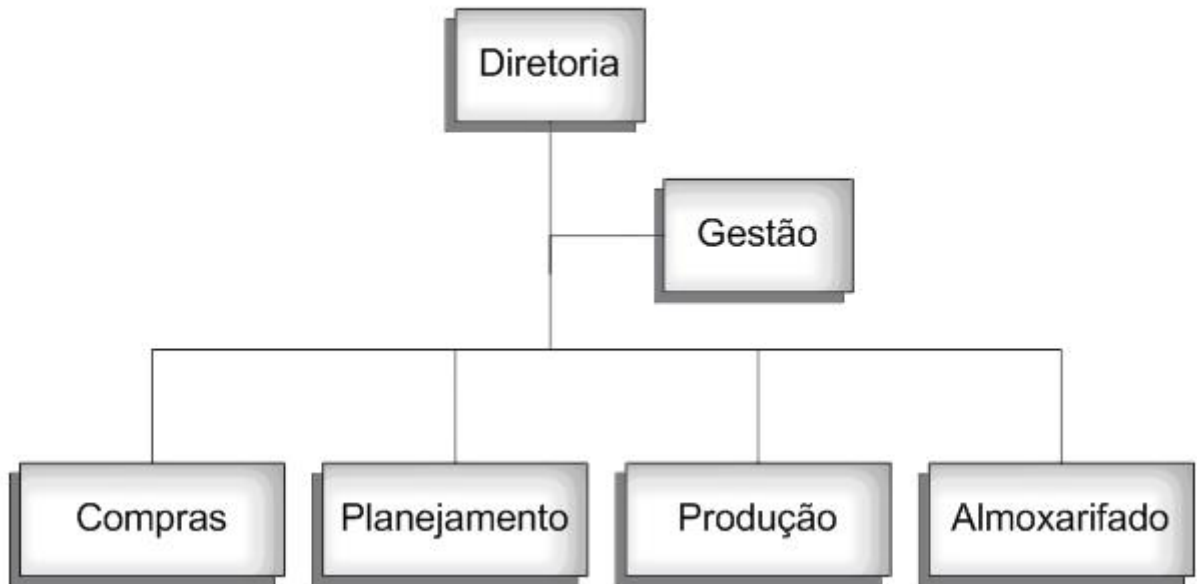 Diretoria
Gestão
Compras
Planejamento
Produção
Almoxarifado